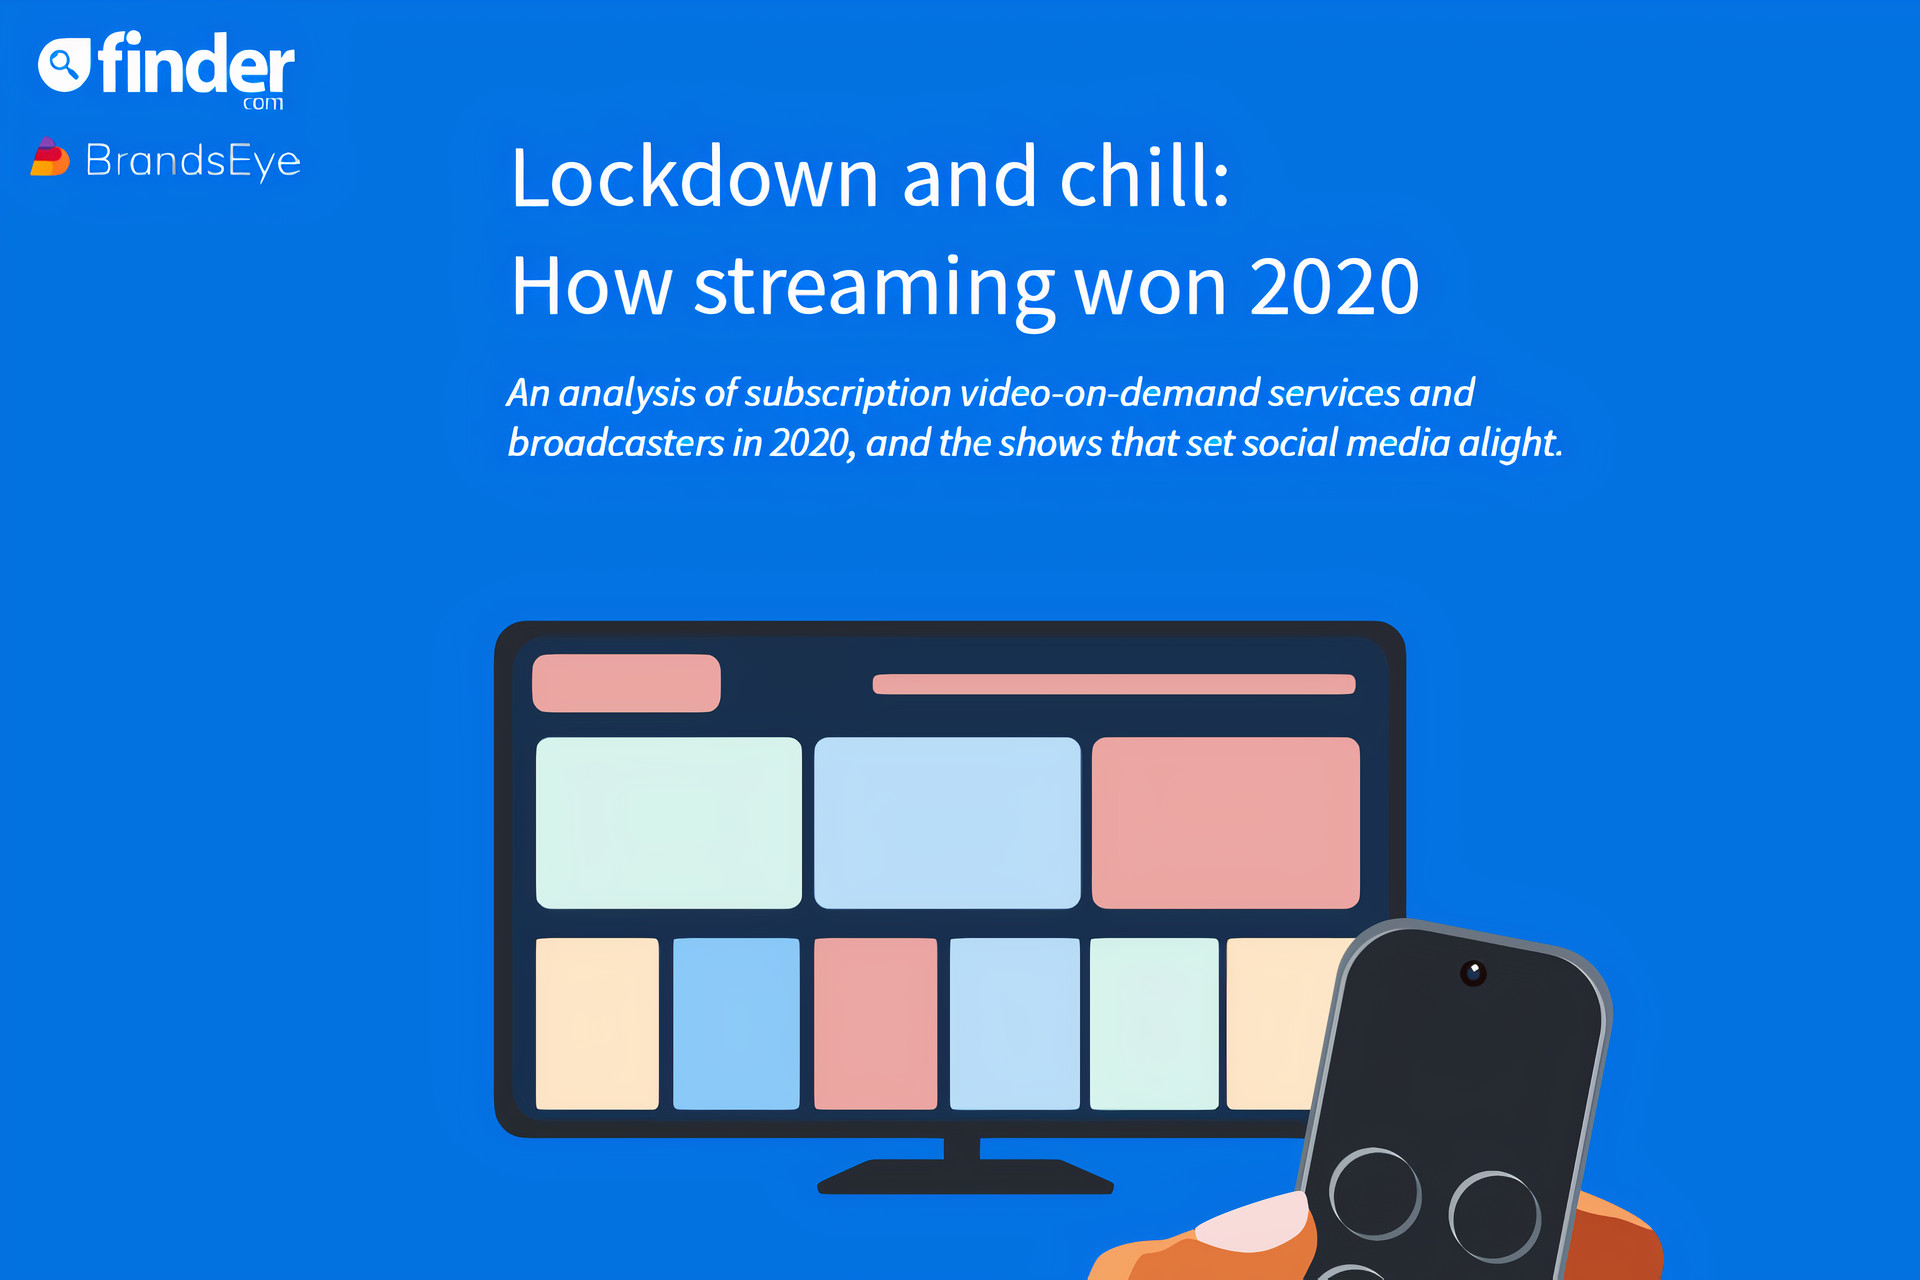 finder
com
BrandsEye
Lockdown and chill:
How streaming won 2020
An analysis of subscription video-on-demand services and
broadcasters in 2020, and the shows that set social media alight.